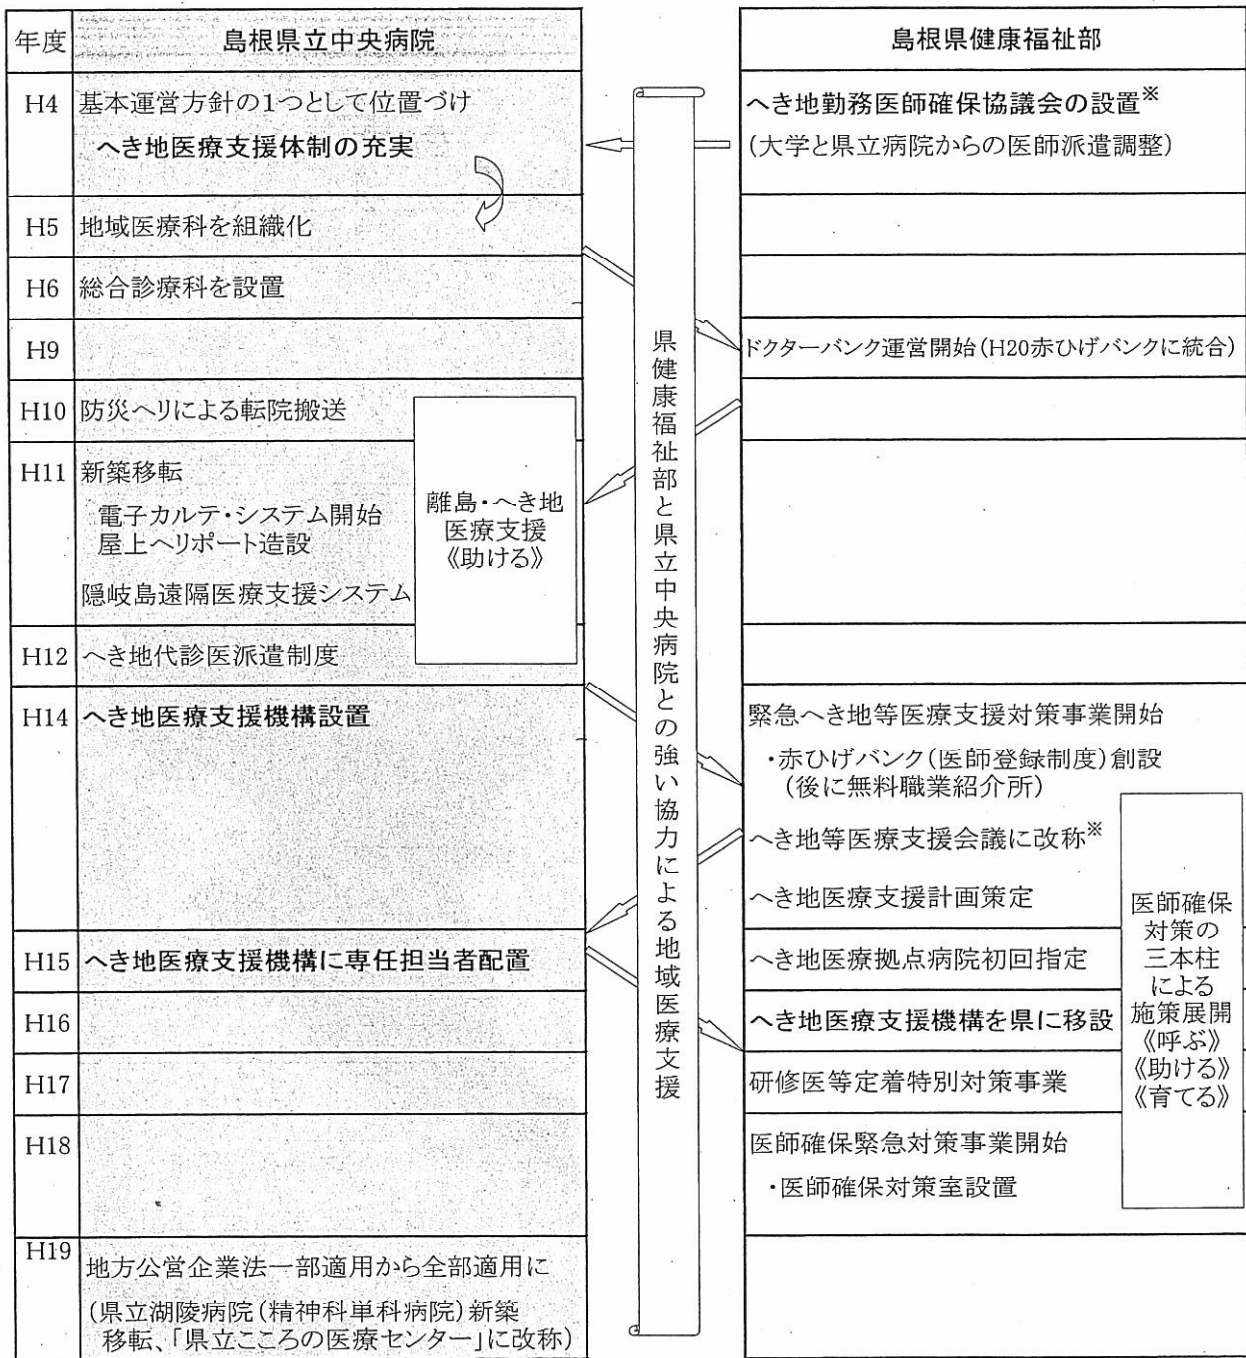 年度
島根県立中央病院
島根県健康福祉部
H4
基本運営方針の1つとして位置づけ
へき地医療支援体制の充実
へき地勤務医師確保協議会の設置※
(大学と県立病院からの医師派遣調整)
H5
地域医療科を組織化
H6
総合診療科を設置
H9
ドクターバンク運営開始(H20赤ひげバンクに統合)
H10
防災ヘリによる転院搬送
H11
新築移転
電子カルテ・システム開始
屋上ヘリポート造設
隠岐島遠隔医療支援システム
離島・へき地
医療支援
《助ける》
H12
へき地代診医派遣制度
県健康福祉部と県立中央病院との強い協力による地域医療支援
H14
へき地医療支援機構設置
緊急へき地等医療支援対策事業開始
・赤ひげバンク(医師登録制度)創設
(後に無料職業紹介所)
へき地等医療支援会議に改称※
へき地医療支援計画策定
H15
へき地医療支援機構に専任担当者配置
へき地医療拠点病院初回指定
H16
へき地医療支援機構を県に移設
H17
研修医等定着特別対策事業
H18
医師確保緊急対策事業開始
・医師確保対策室設置
医師確保
対策の
三本柱
による
施策展開
《呼ぶ》
《助ける》
《育てる》
H19
地方公営企業法一部適用から全部適用に
(県立湖陵病院(精神科単科病院)新築
移転、「県立こころの医療センター」に改称)